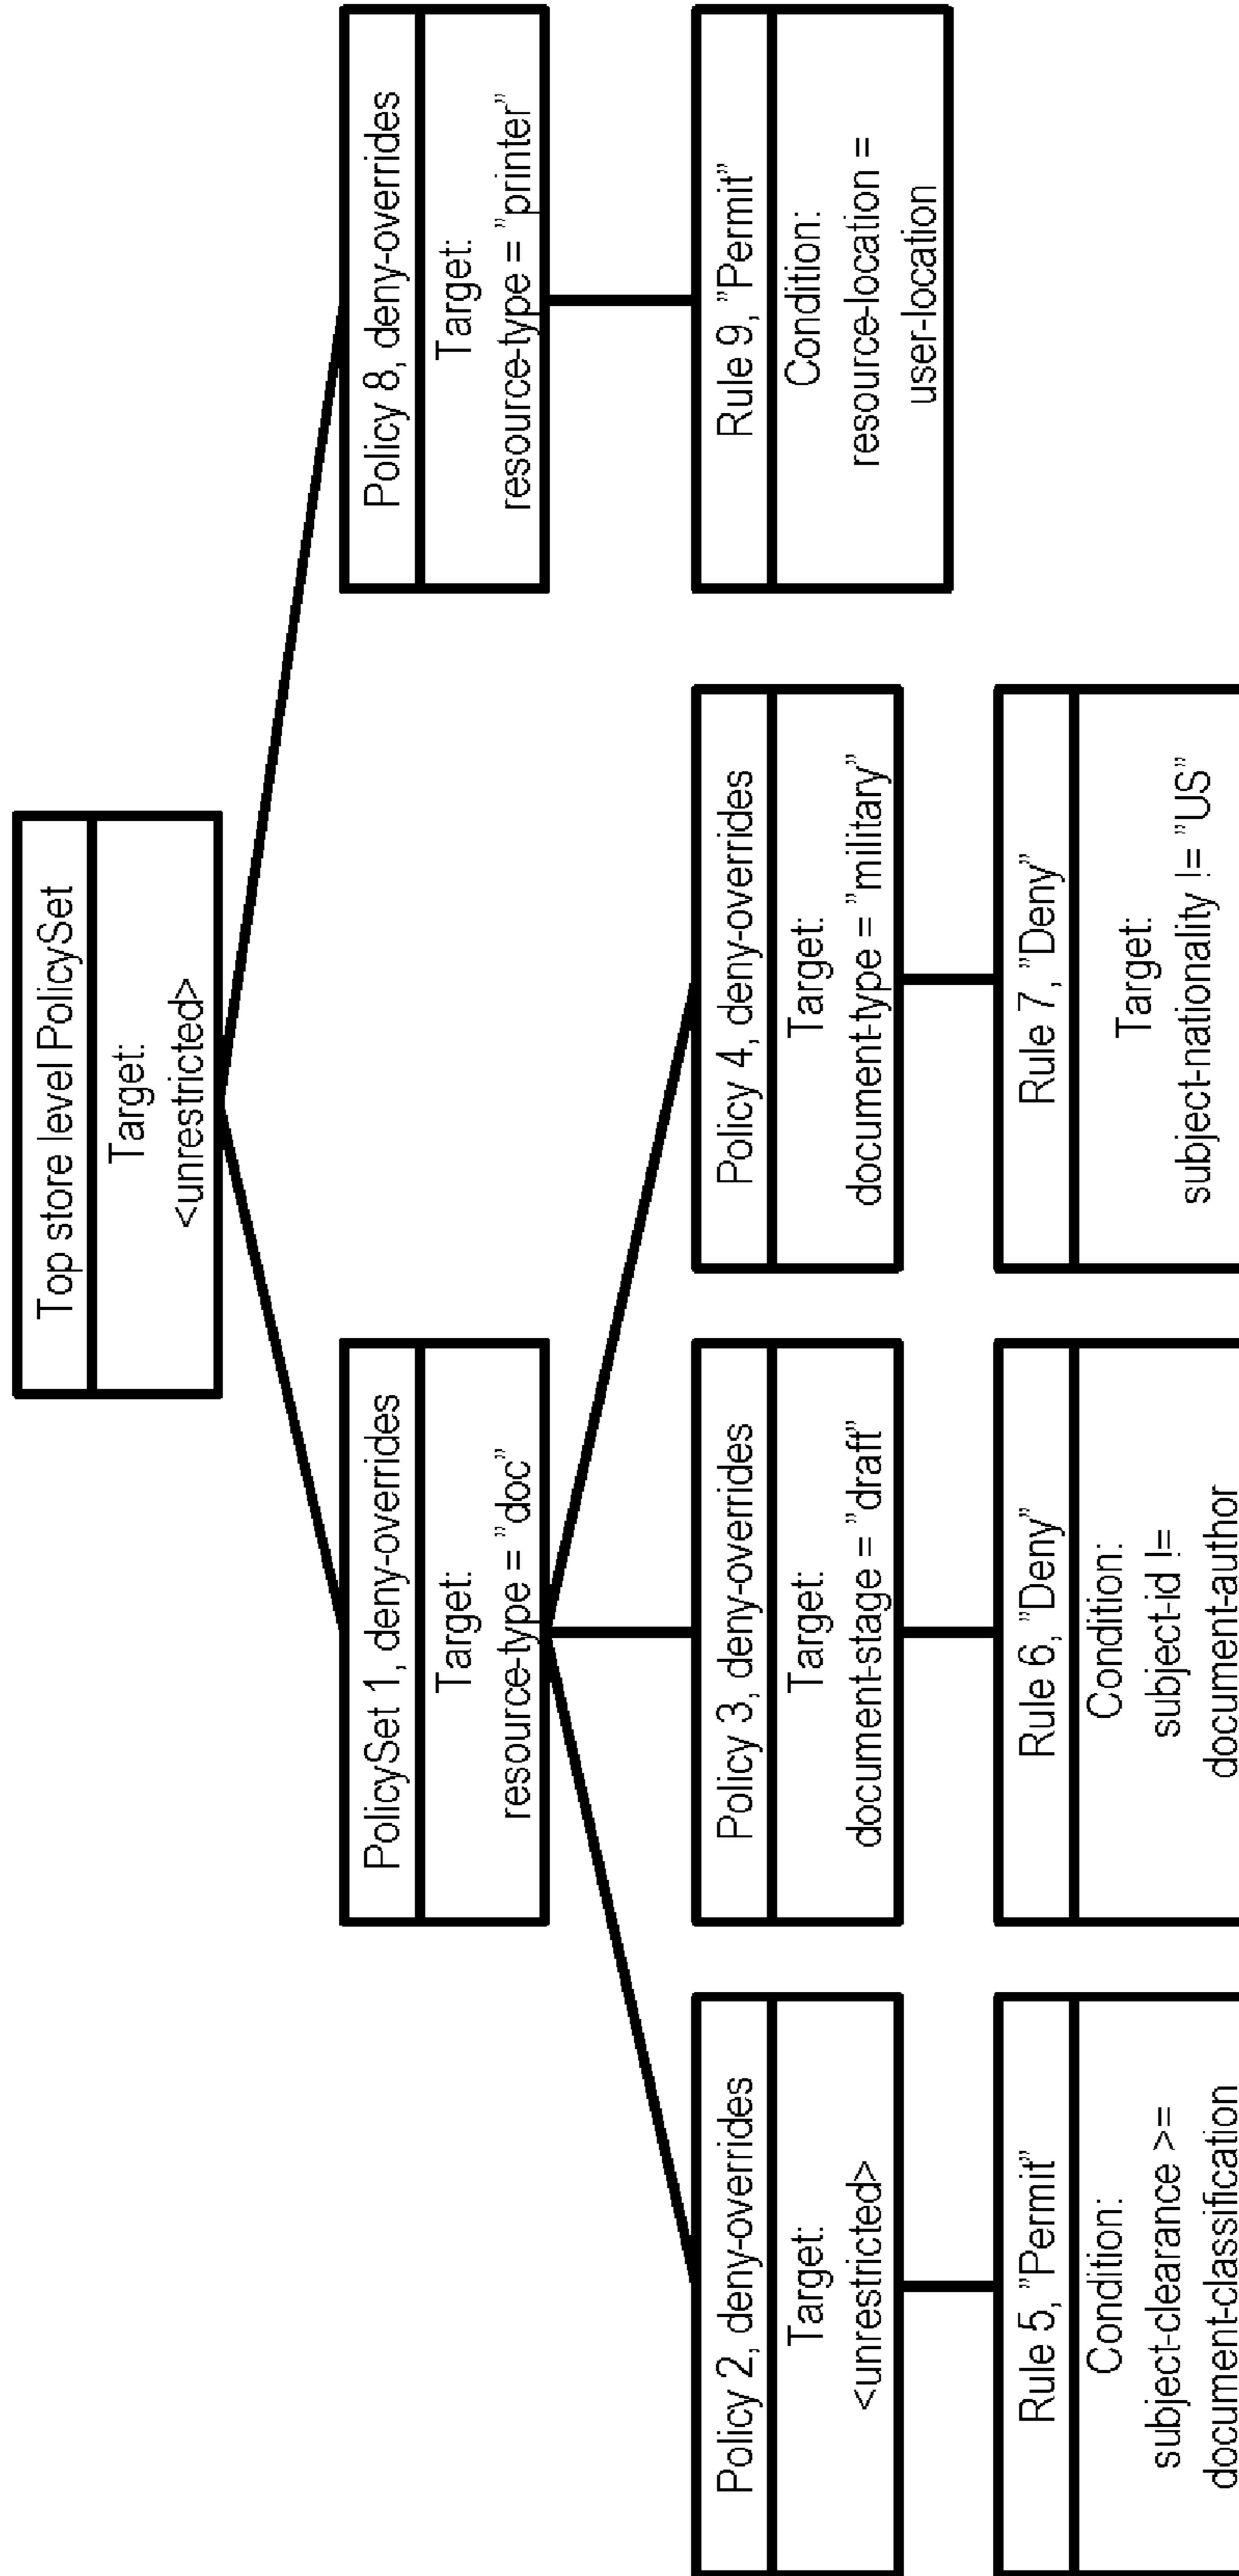 Top store level PolicySet
Target:
<unrestricted>
PolicySet 1, deny-overrides
Target:
resource-type = ”doc”
Policy 8, deny-overrides
Target:
resource-type = ”printer”
Policy 2, deny-overrides
Target:
<unrestricted>
Policy 3, deny-overrides
Target:
document-stage = ”draft”
Policy 4, deny-overrides
Target:
document-type = ”military”
Rule 9, ”Permit”
Condition:
resource-location =
user-location
Rule 5, ”Permit”
Condition:
subject-clearance >=
document-classification
Rule 6, ”Deny”
Condition:
subject-id !=
document-author
Rule 7, ”Deny”
Target:
subject-nationality != ”US”